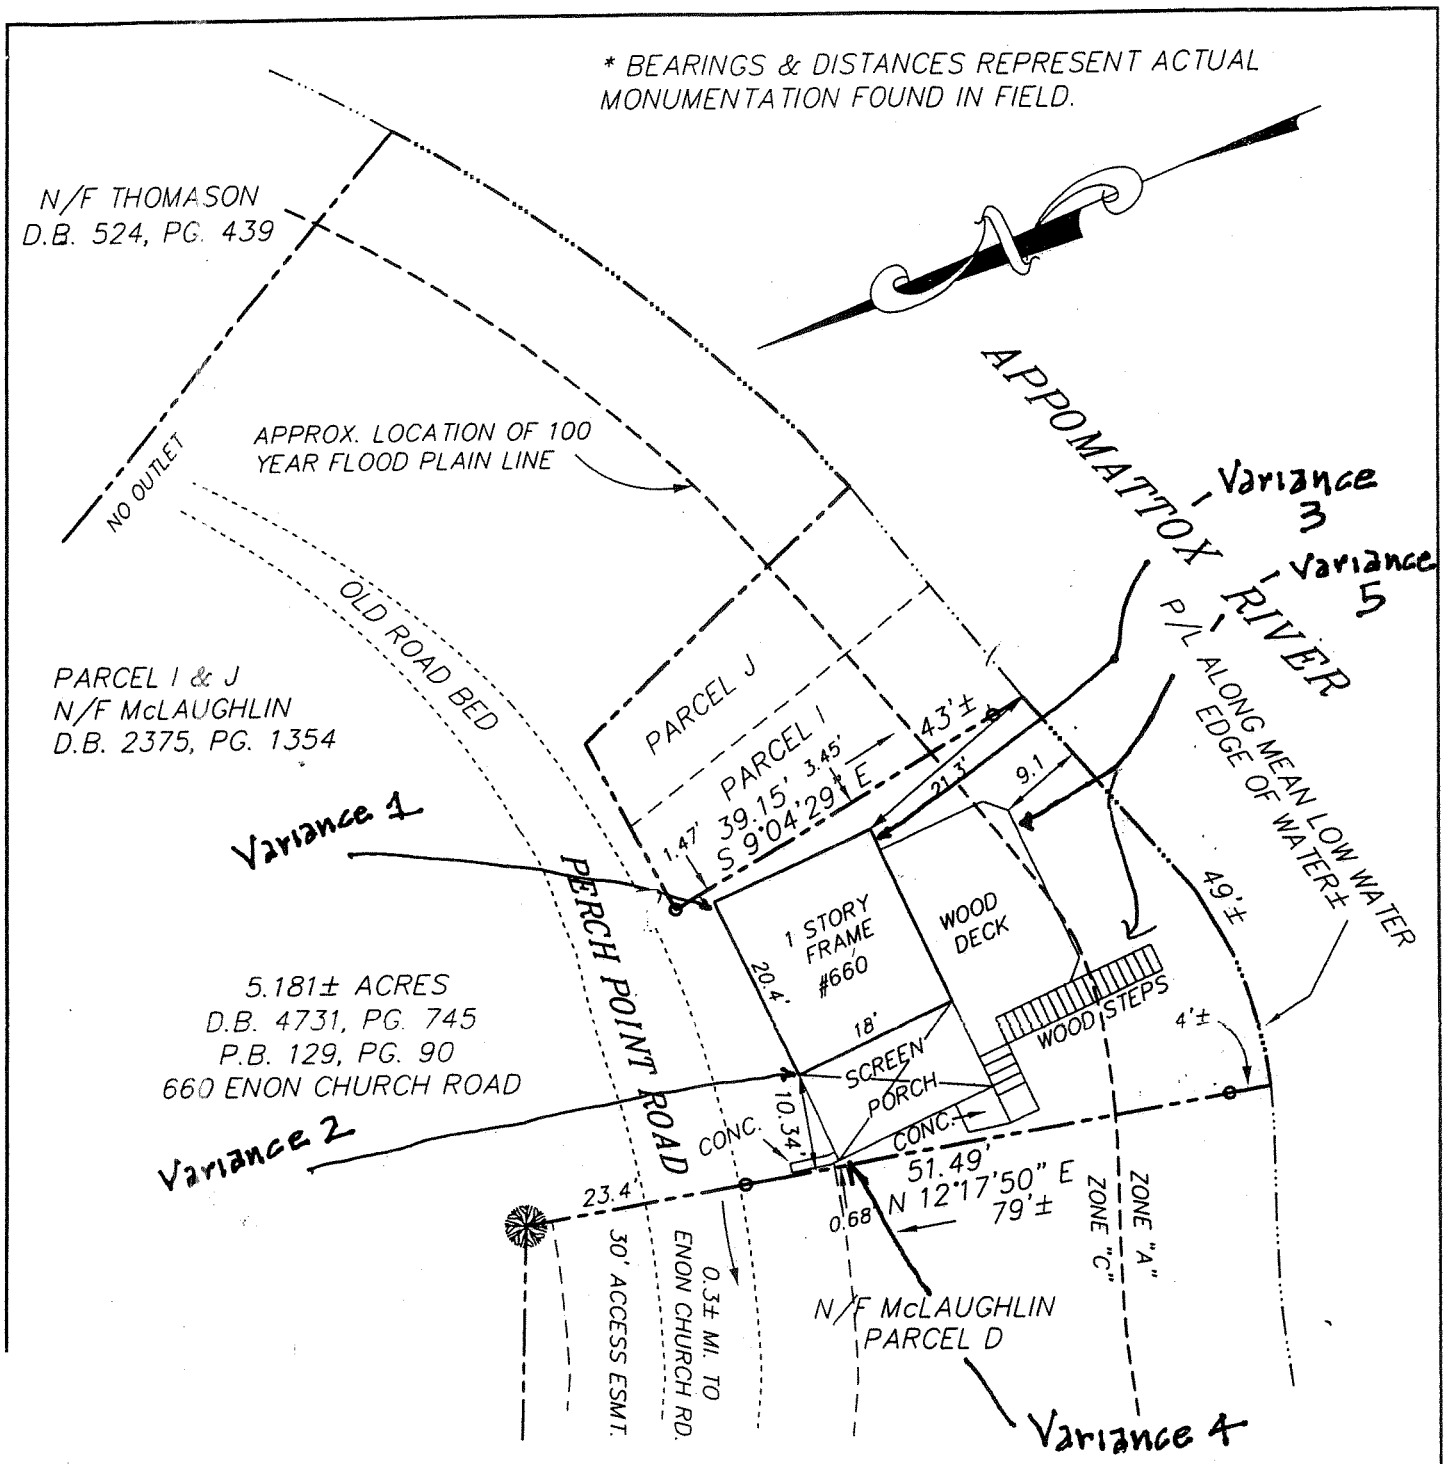 * BEARINGS & DISTANCES REPRESENT ACTUAL
MONUMENTATION FOUND IN FIELD.
N/F THOMASON
D.B. 524, PG. 439
N
APPROX. LOCATION OF 100
YEAR FLOOD PLAIN LINE
NO OUTLET
OLD ROAD BED
APPOMATTOX
RIVER
Variance
3
Variance
5
P/L ALONG MEAN LOW WATER
EDGE OF WATER±
PARCEL I & J
N/F McLAUGHLIN
D.B. 2375, PG. 1354
PARCEL J
PARCEL I
43'±
39.15'
3.45'
S 9°04'29" E
1.47'
21.3'
9.1
49'±
Variance 1
PERCH POINT ROAD
1 STORY
FRAME
#660
WOOD
DECK
20.4'
18'
5.181± ACRES
D.B. 4731, PG. 745
P.B. 129, PG. 90
660 ENON CHURCH ROAD
WOOD STEPS
4'±
SCREEN
PORCH
Variance 2
CONC.
10.34'
CONC.
51.49'
N 12°17'50" E
79'±
0.68'
23.4'
ZONE "C"
ZONE "A"
30' ACCESS ESMT.
0.3± MI. TO
ENON CHURCH RD.
N/F McLAUGHLIN
PARCEL D
Variance 4